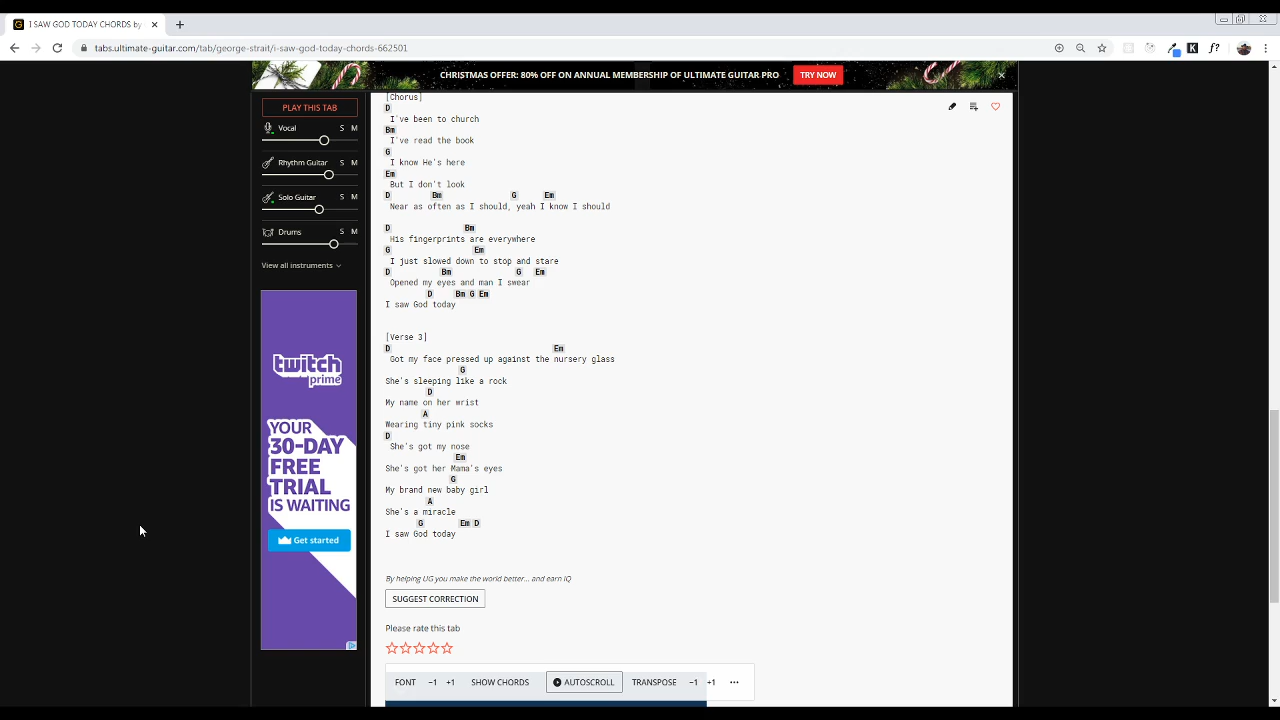 I SAW GOD TODAY CHORDS by
tabs.ultimate-guitar.com/tab/george-strait/i-saw-god-today-chords-662501
CHRISTMAS OFFER: 80% OFF ON ANNUAL MEMBERSHIP OF ULTIMATE GUITAR PRO TRY NOW
PLAY THIS TAB
Vocal S M
Rhythm Guitar S M
Solo Guitar S M
Drums S M
View all instruments
twitch
prime
YOUR
30-DAY
FREE
TRIAL
IS WAITING
Get started
[Chorus]
D
I've been to church
Bm
I've read the book
G
I know He's here
Em
But I don't look
D Bm G Em
Near as often as I should, yeah I know I should
D Bm
His fingerprints are everywhere
G Em
I just slowed down to stop and stare
D Bm G Em
Opened my eyes and man I swear
D Bm G Em
I saw God today
[Verse 3]
D Em
Got my face pressed up against the nursery glass
G
She's sleeping like a rock
D
My name on her wrist
A
Wearing tiny pink socks
D
She's got my nose
Em
She's got her Mama's eyes
G
My brand new baby girl
A
She's a miracle
G Em D
I saw God today
By helping UG you make the world better... and earn IQ
SUGGEST CORRECTION
Please rate this tab
FONT −1 +1 SHOW CHORDS AUTOSCROLL TRANSPOSE −1 +1 ...